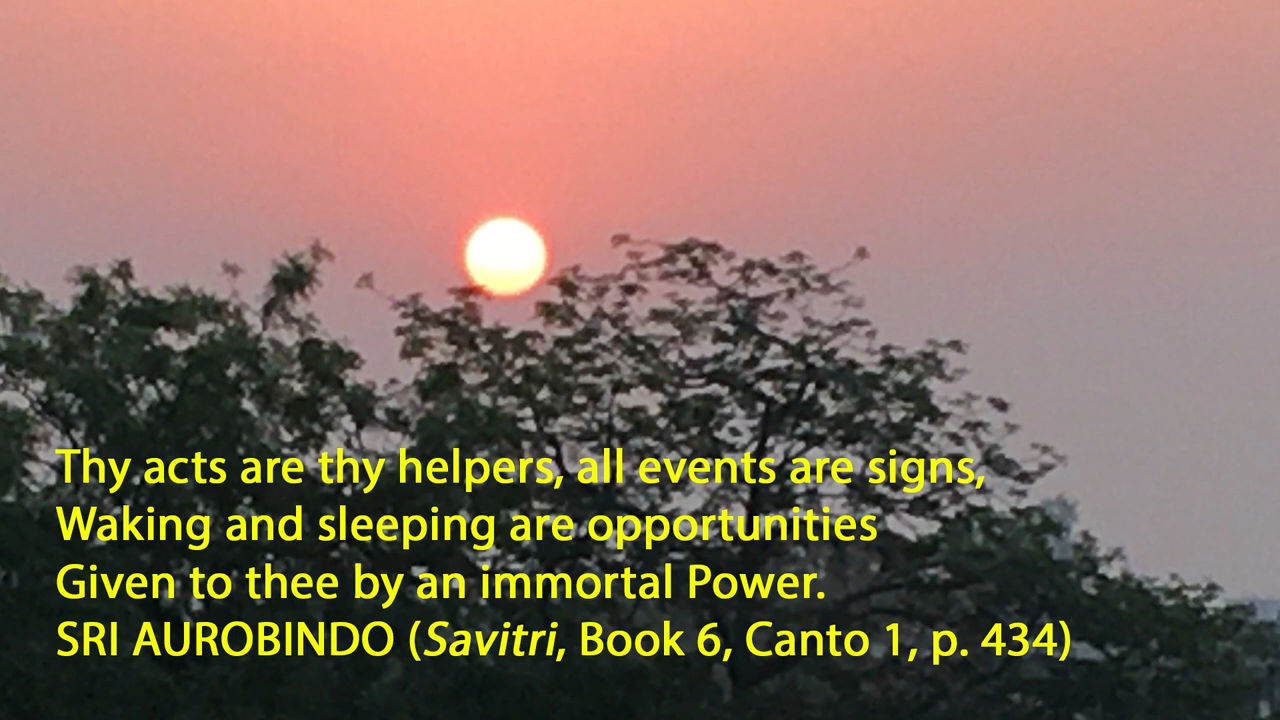 Thy acts are thy helpers, all events are signs,
Waking and sleeping are opportunities
Given to thee by an immortal Power.
SRI AUROBINDO (Savitri, Book 6, Canto 1, p. 434)